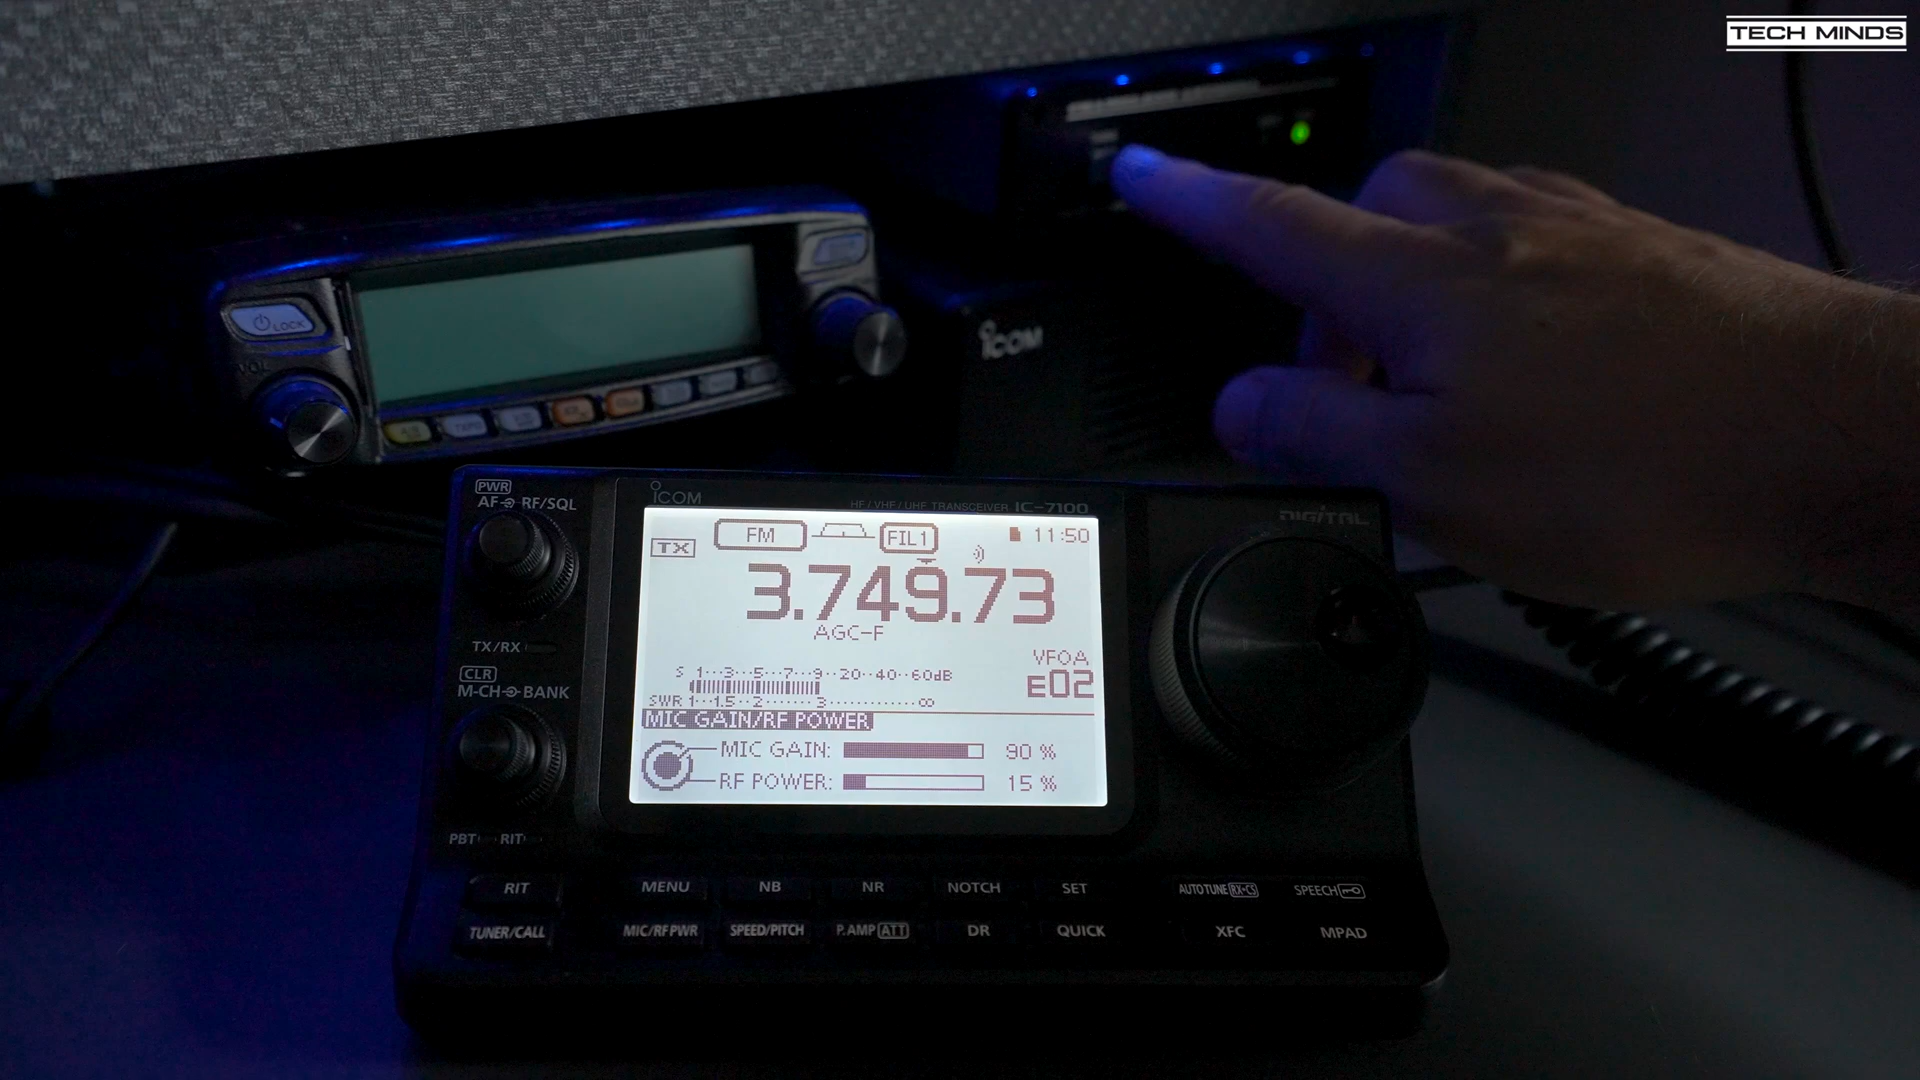 TECH MINDS
LOCK
VOL
ICOM
PWR
AF RF/SQL
ICOM
HF/VHF/UHF TRANSCEIVER IC-7100
DIGITAL
TX
FM
FIL1
11:50
3.749.73
AGC-F
TX/RX
CLR
M-CH BANK
VFOA
E02
S 1···3···5···7···9··20··40··60dB
SWR 1···1.5··2·······3·············∞
MIC GAIN/RF POWER
MIC GAIN: 90 %
RF POWER: 15 %
PBT RIT
RIT MENU NB NR NOTCH SET AUTOTUNE RX-CS SPEECH
TUNER/CALL MIC/RF PWR SPEED/PITCH P.AMP ATT DR QUICK XFC MPAD